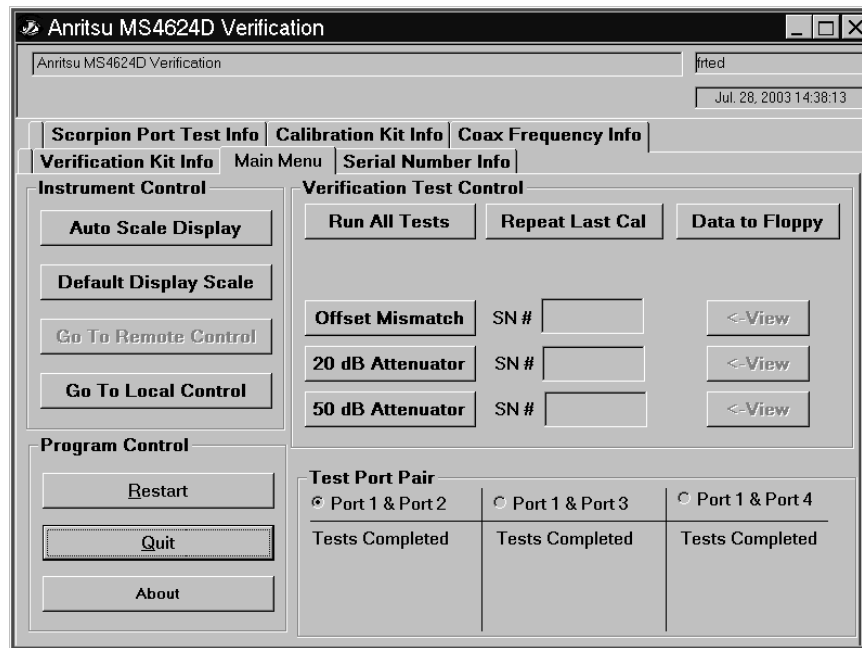 Anritsu MS4624D Verification
Anritsu MS4624D Verification
frted
Jul. 28, 2003 14:38:13
Scorpion Port Test Info Calibration Kit Info Coax Frequency Info
Verification Kit Info Main Menu Serial Number Info
Instrument Control
Auto Scale Display
Default Display Scale
Go To Remote Control
Go To Local Control
Program Control
Restart
Quit
About
Verification Test Control
Run All Tests Repeat Last Cal Data to Floppy
Offset Mismatch SN # <-View
20 dB Attenuator SN # <-View
50 dB Attenuator SN # <-View
Test Port Pair
Port 1 & Port 2 Port 1 & Port 3 Port 1 & Port 4
Tests Completed Tests Completed Tests Completed